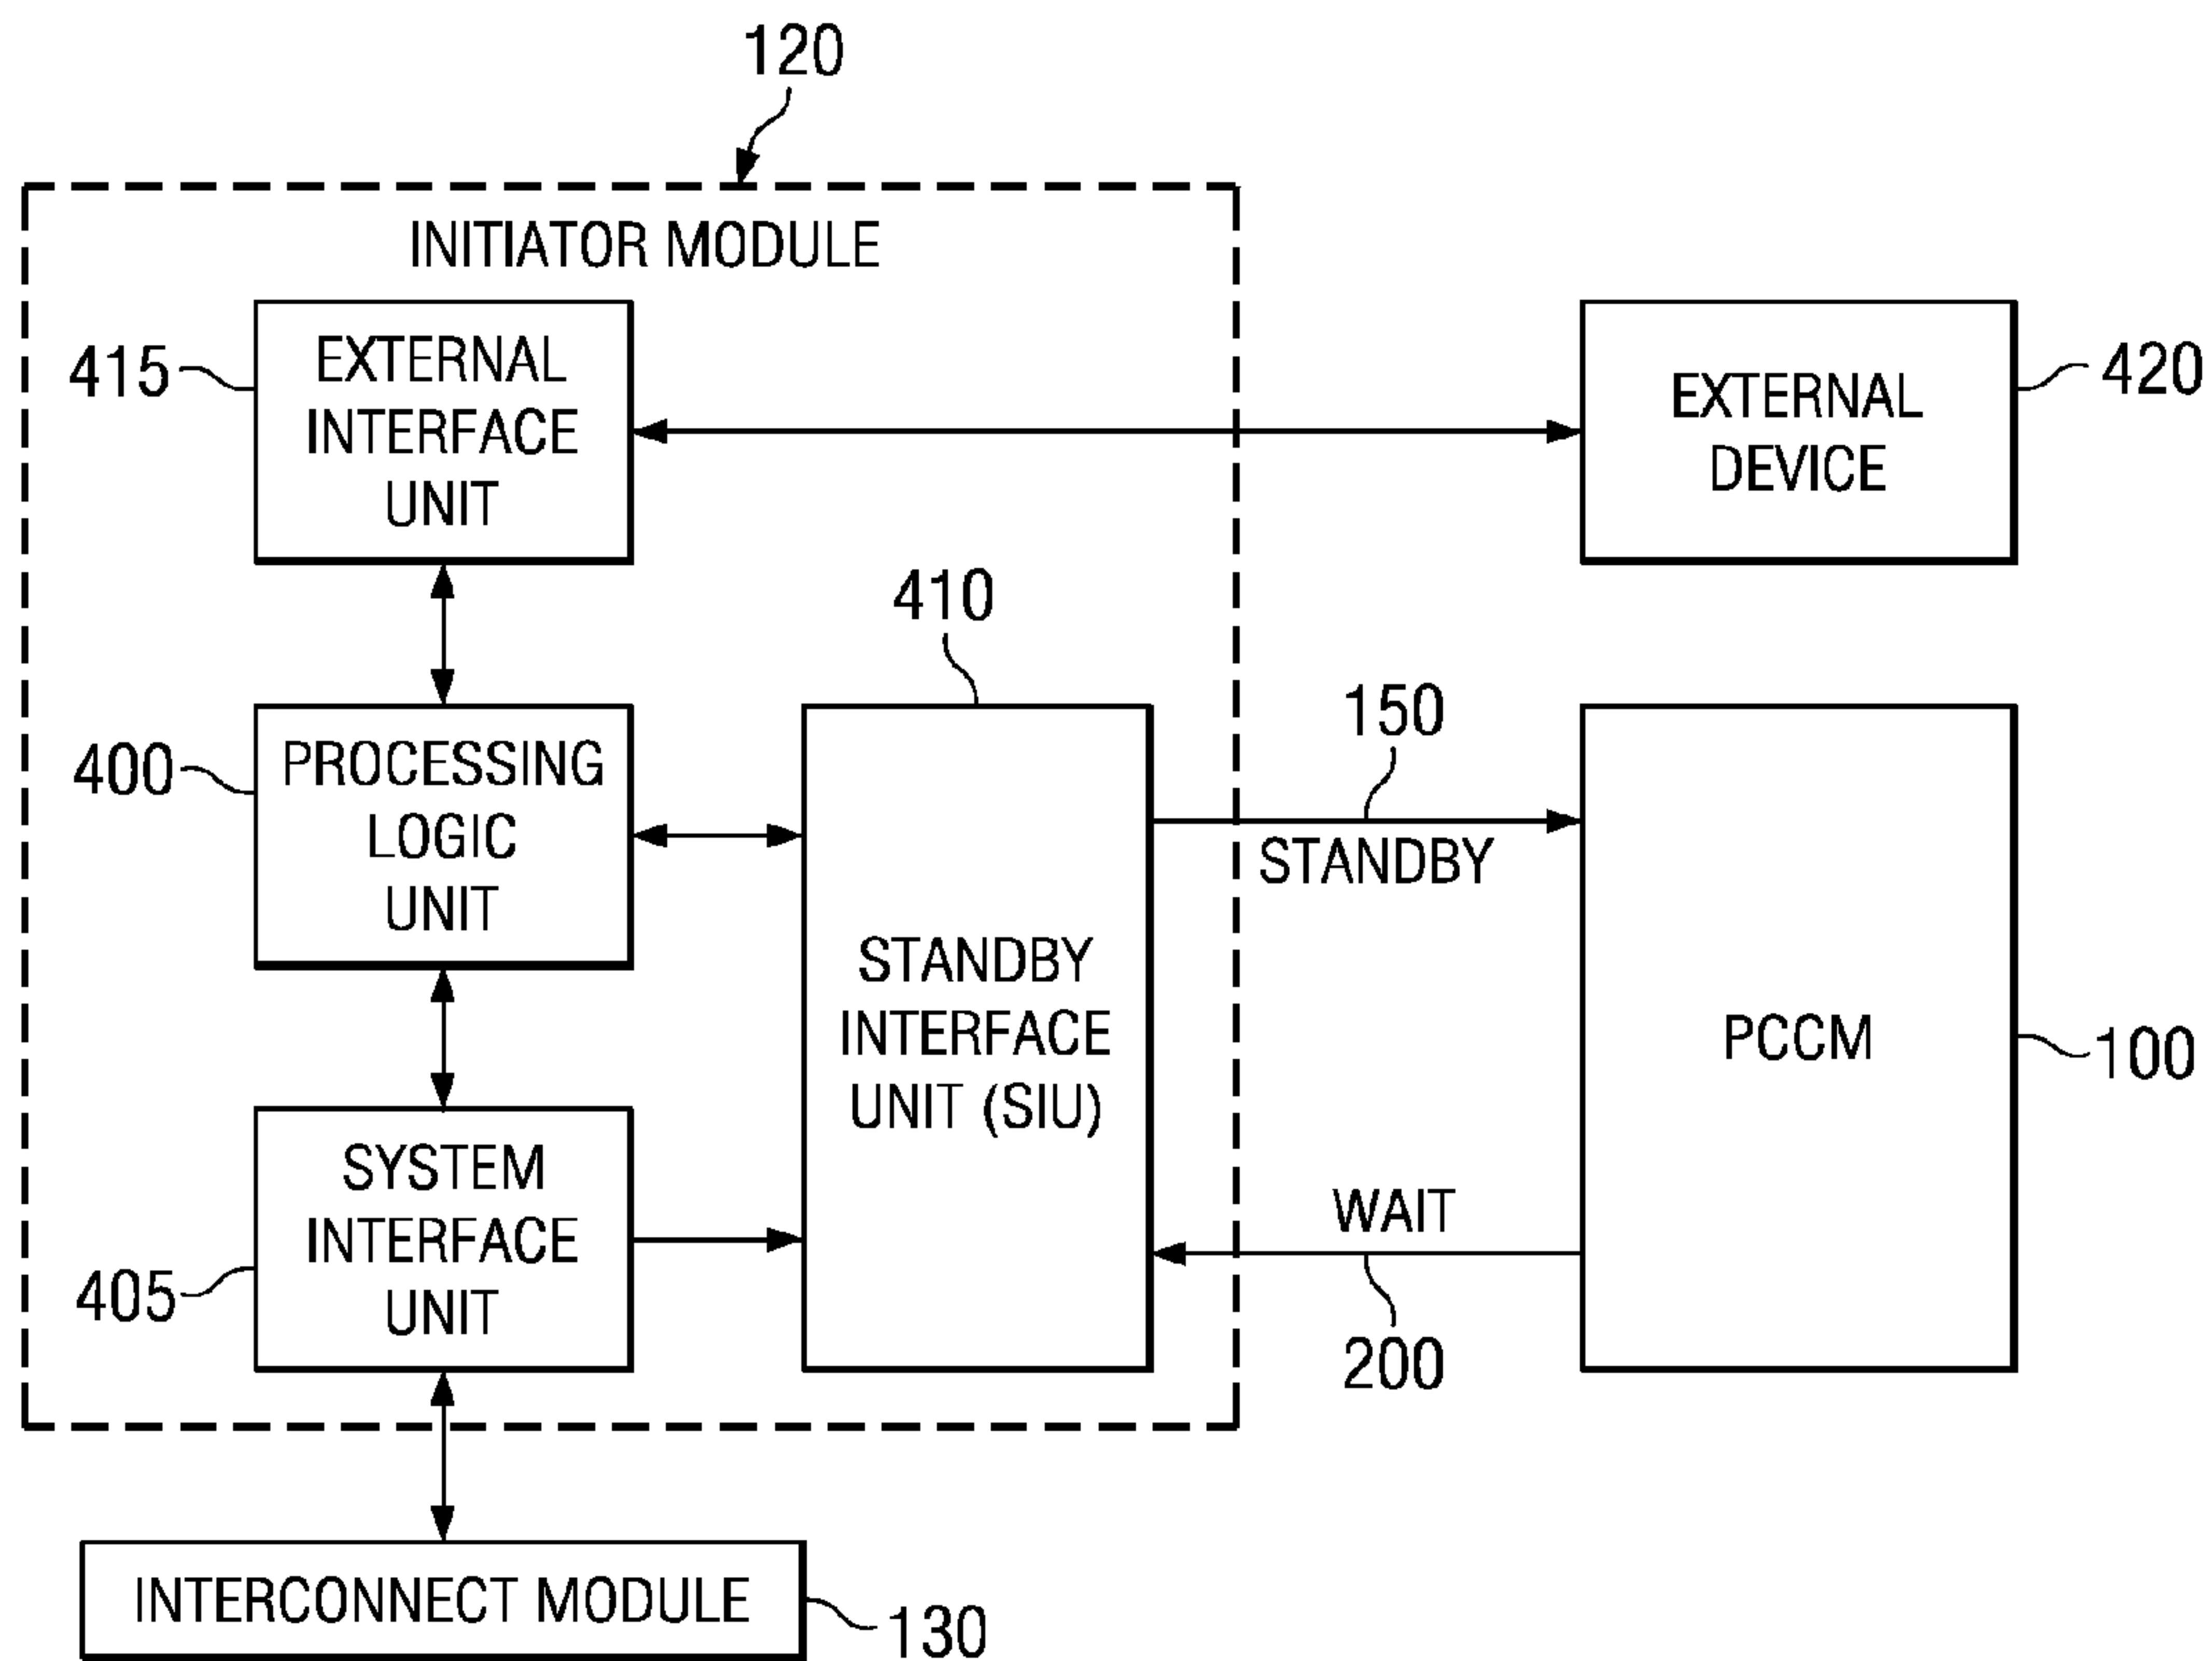 120
INITIATOR MODULE
415
EXTERNAL
INTERFACE
UNIT
EXTERNAL
DEVICE
420
410
400
PROCESSING
LOGIC
UNIT
150
STANDBY
STANDBY
INTERFACE
UNIT (SIU)
PCCM
100
SYSTEM
INTERFACE
UNIT
405
WAIT
200
INTERCONNECT MODULE
130